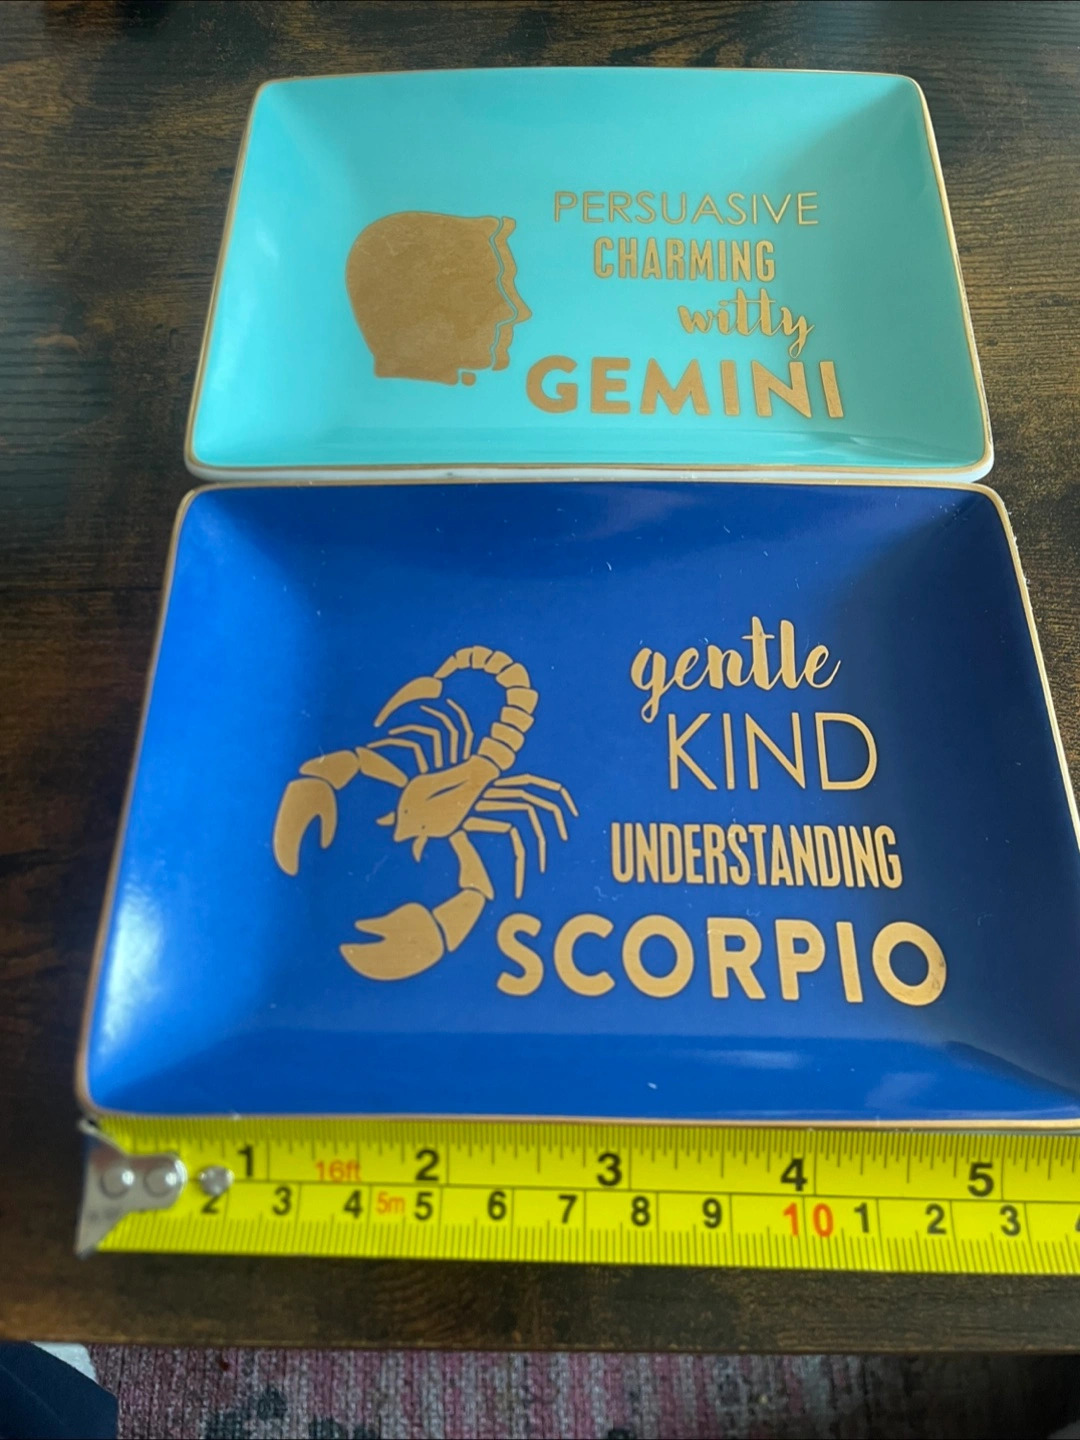 PERSUASIVE
CHARMING
witty
GEMINI
gentle
KIND
UNDERSTANDING
SCORPIO
1 16ft 2 3 4 5
2 3 4 5m 5 6 7 8 9 10 1 2 3